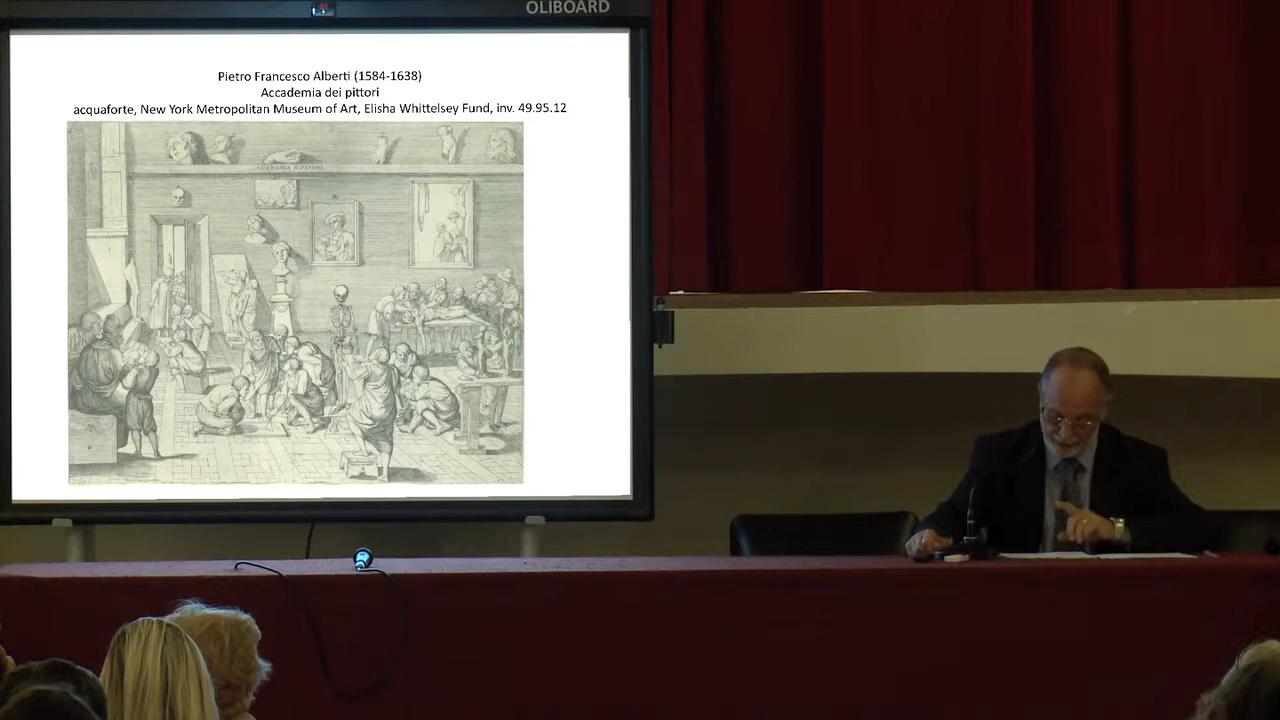 OLIBOARD
Pietro Francesco Alberti (1584-1638)
Accademia dei pittori
acquaforte, New York Metropolitan Museum of Art, Elisha Whittelsey Fund, inv. 49.95.12